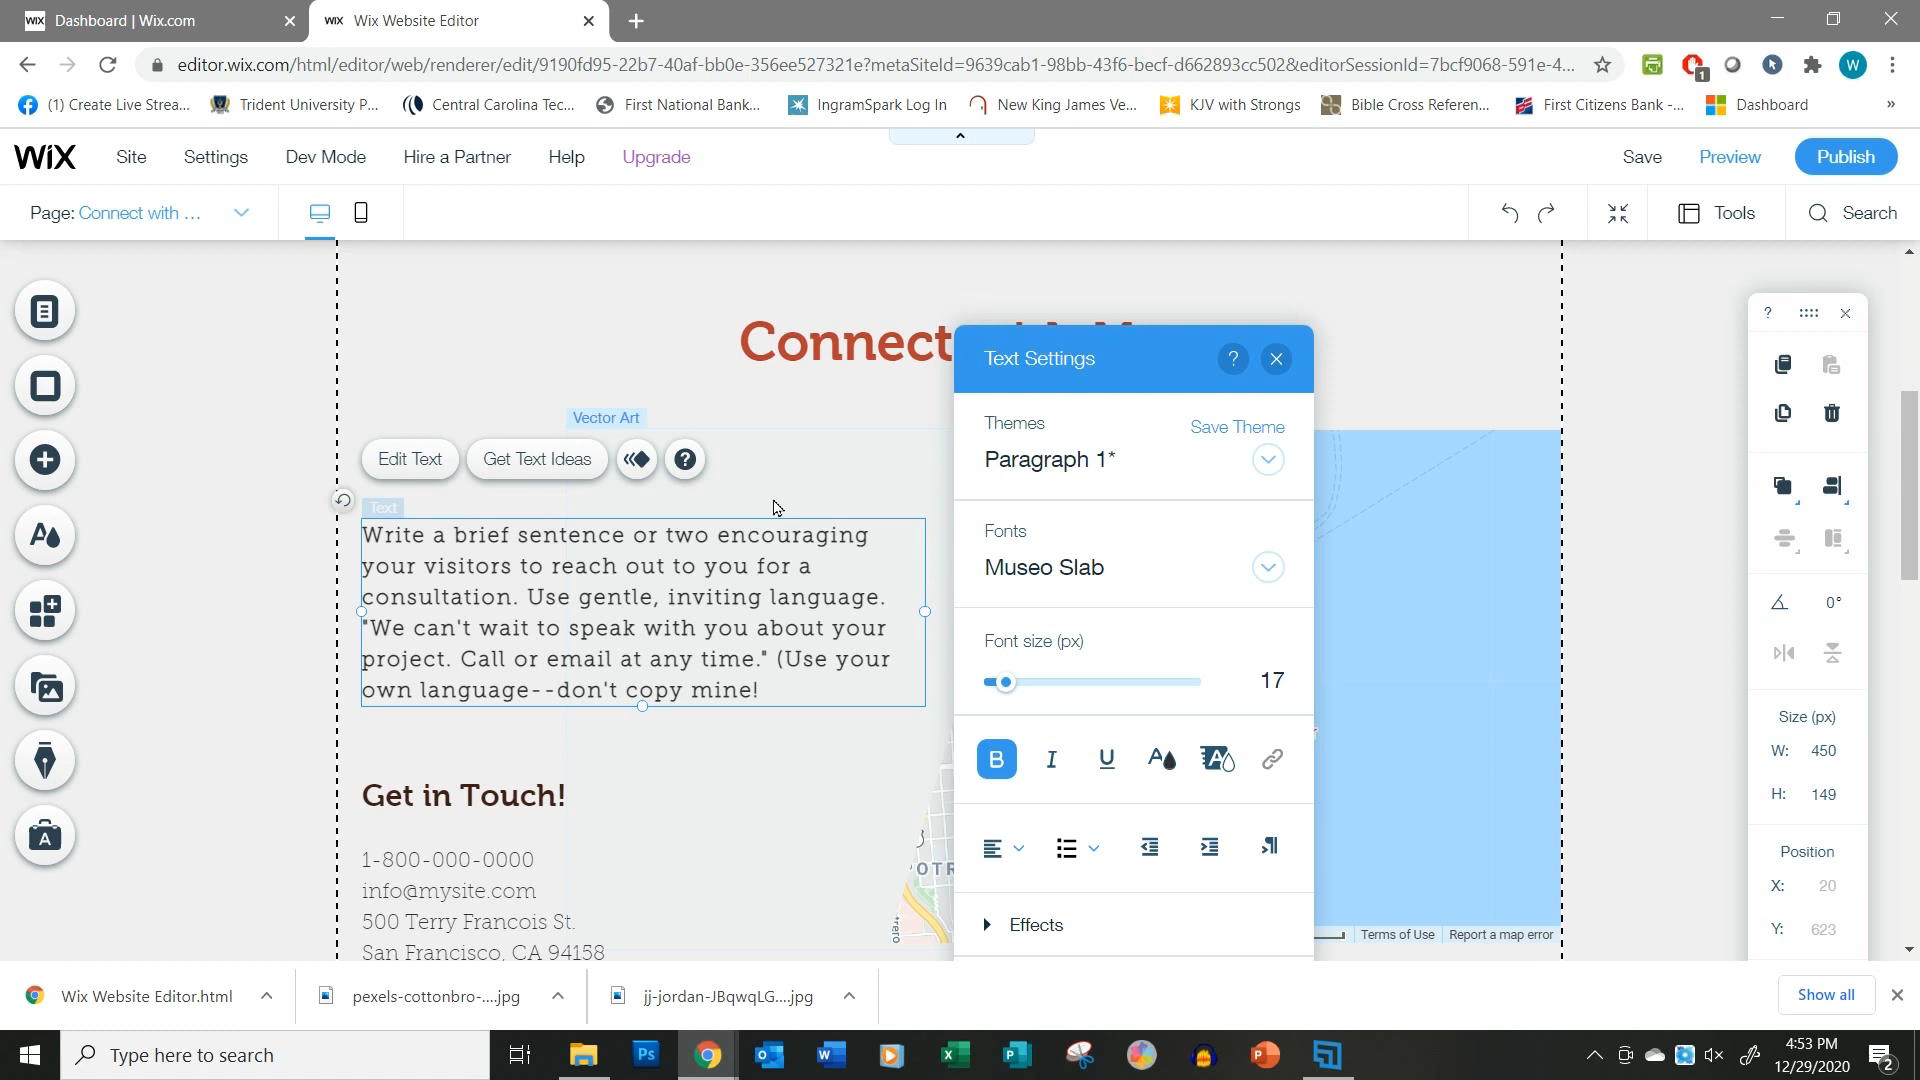 WIX Dashboard | Wix.com
WIX Wix Website Editor
editor.wix.com/html/editor/web/renderer/edit/9190fd95-22b7-40af-bb0e-356ee527321e?metaSiteId=9639cab1-98bb-43f6-becf-d662893cc502&editorSessionId=7bcf9068-591e-4...
1
W
(1) Create Live Strea...
Trident University P...
Central Carolina Tec...
First National Bank...
IngramSpark Log In
New King James Ve...
KJV with Strongs
Bible Cross Referen...
First Citizens Bank -...
Dashboard
»
WIX
Site
Settings
Dev Mode
Hire a Partner
Help
Upgrade
Save
Preview
Publish
Page: Connect with ...
Tools
Search
Connect
Vector Art
Edit Text
Get Text Ideas
?
Text
Write a brief sentence or two encouraging
your visitors to reach out to you for a
consultation. Use gentle, inviting language.
"We can't wait to speak with you about your
project. Call or email at any time." (Use your
own language--don't copy mine!
Get in Touch!
1-800-000-0000
info@mysite.com
500 Terry Francois St.
San Francisco, CA 94158
Text Settings
?
Themes
Save Theme
Paragraph 1*
Fonts
Museo Slab
Font size (px)
17
B
I
U
A
A
Effects
POTR
Terms of Use
Report a map error
?
0°
Size (px)
W: 450
H: 149
Position
X: 20
Y: 623
Wix Website Editor.html
pexels-cottonbro-....jpg
jj-jordan-JBqwqLG....jpg
Show all
Type here to search
Ps
4:53 PM
12/29/2020
2